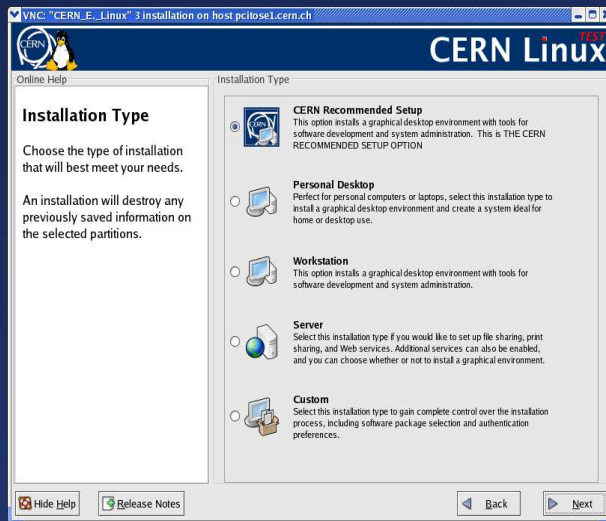 VNC: "CERN_E._Linux" 3 installation on host pcitose1.cern.ch
CERN
TEST
CERN Linux
Online Help
Installation Type
Choose the type of installation
that will best meet your needs.
An installation will destroy any
previously saved information on
the selected partitions.
Installation Type
CERN
CERN Recommended Setup
This option installs a graphical desktop environment with tools for
software development and system administration. This is THE CERN
RECOMMENDED SETUP OPTION
Personal Desktop
Perfect for personal computers or laptops, select this installation type to
install a graphical desktop environment and create a system ideal for
home or desktop use.
Workstation
This option installs a graphical desktop environment with tools for
software development and system administration.
Server
Select this installation type if you would like to set up file sharing, print
sharing, and Web services. Additional services can also be enabled,
and you can choose whether or not to install a graphical environment.
Custom
Select this installation type to gain complete control over the installation
process, including software package selection and authentication
preferences.
Hide Help
Release Notes
Back
Next